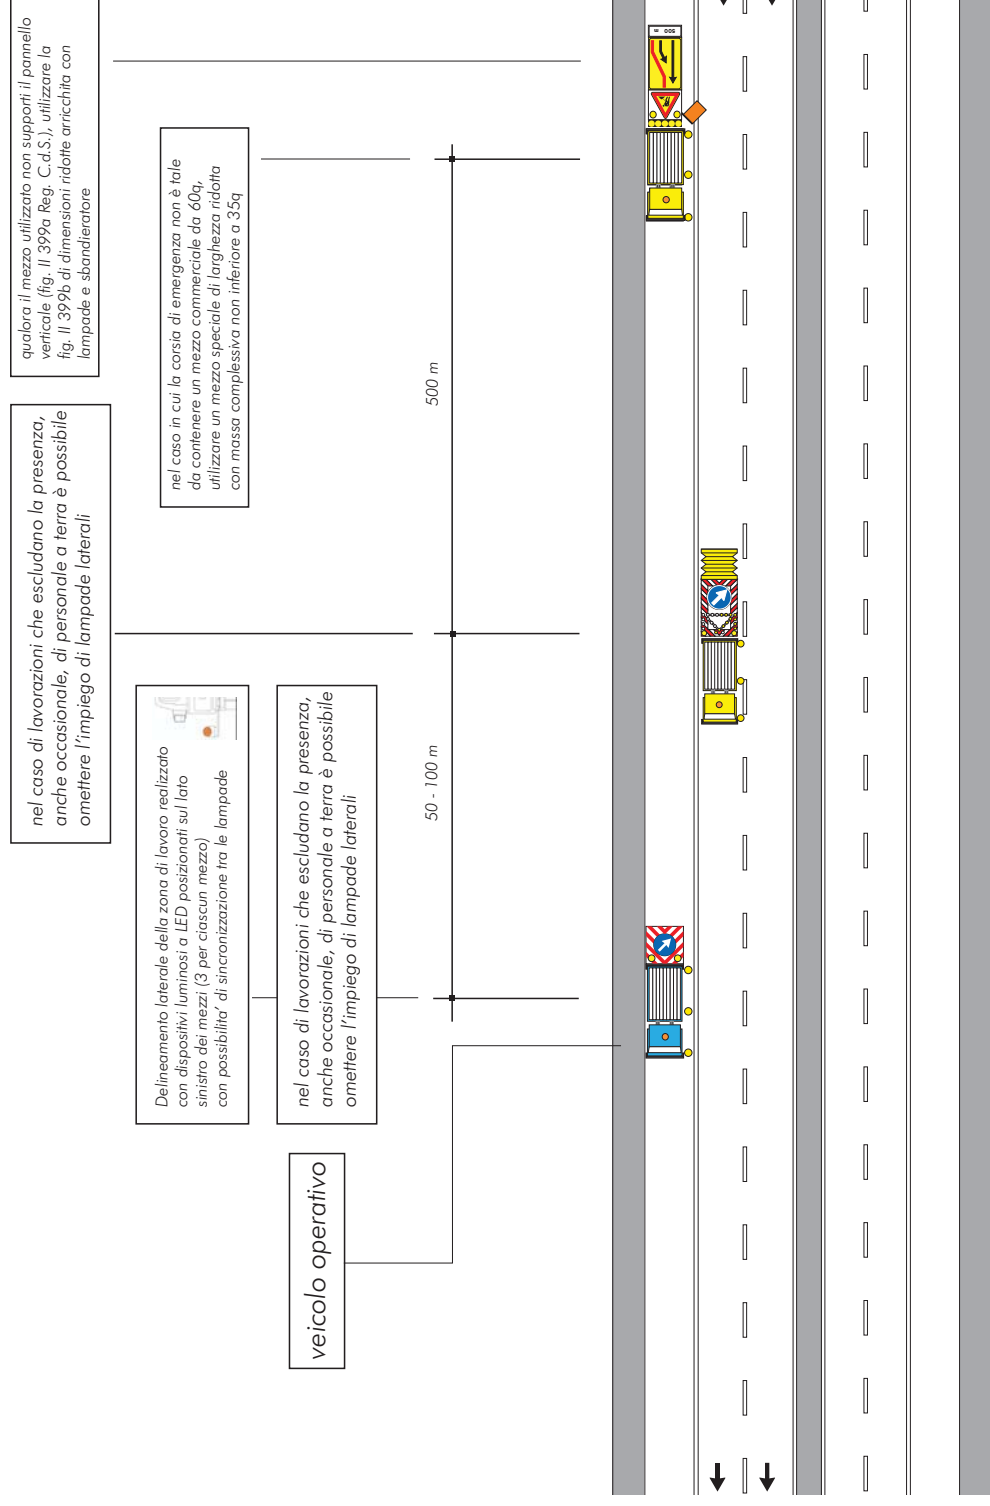 qualora il mezzo utilizzato non supporti il pannello
verticale (fig. II 399a Reg. C.d.S.), utilizzare la
fig. II 399b di dimensioni ridotte arricchita con
lampade e sbandieratore
nel caso in cui la corsia di emergenza non è tale
da contenere un mezzo commerciale da 60q,
utilizzare un mezzo speciale di larghezza ridotta
con massa complessiva non inferiore a 35q
nel caso di lavorazioni che escludano la presenza,
anche occasionale, di personale a terra è possibile
omettere l'impiego di lampade laterali
Delineamento laterale della zona di lavoro realizzato
con dispositivi luminosi a LED posizionati sul lato
sinistro dei mezzi (3 per ciascun mezzo)
con possibilita' di sincronizzazione tra le lampade
nel caso di lavorazioni che escludano la presenza,
anche occasionale, di personale a terra è possibile
omettere l'impiego di lampade laterali
veicolo operativo
500 m
50 - 100 m
500 m